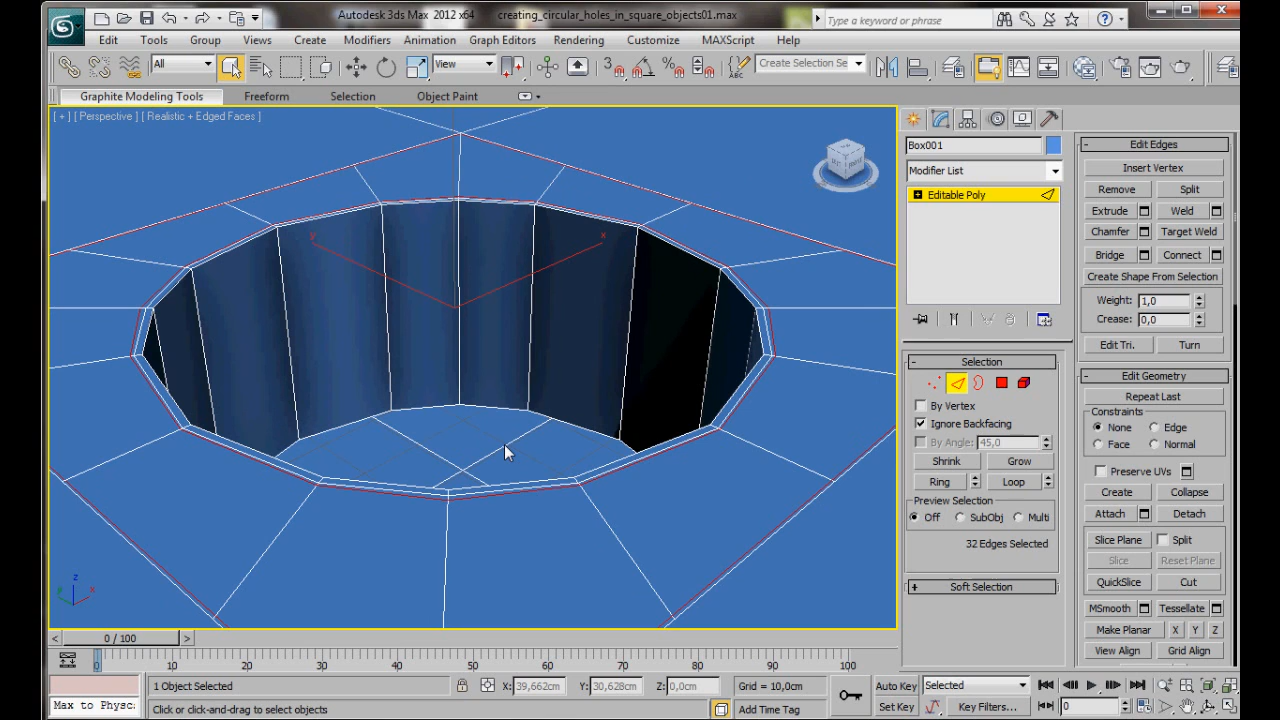 Autodesk 3ds Max 2012 x64 creating_circular_holes_in_square_objects01.max
Type a keyword or phrase
Edit Tools Group Views Create Modifiers Animation Graph Editors Rendering Customize MAXScript Help
All View Create Selection Se
Graphite Modeling Tools Freeform Selection Object Paint
[ + ] [ Perspective ] [ Realistic + Edged Faces ]
y x
z
y x
Box001
Modifier List
Editable Poly
- Selection
By Vertex
Ignore Backfacing
By Angle: 45,0
Shrink Grow
Ring Loop
Preview Selection
Off SubObj Multi
32 Edges Selected
+ Soft Selection
- Edit Edges
Insert Vertex
Remove Split
Extrude Weld
Chamfer Target Weld
Bridge Connect
Create Shape From Selection
Weight: 1,0
Crease: 0,0
Edit Tri. Turn
- Edit Geometry
Repeat Last
Constraints
None Edge
Face Normal
Preserve UVs
Create Collapse
Attach Detach
Slice Plane Split
Slice Reset Plane
QuickSlice Cut
MSmooth Tessellate
Make Planar X Y Z
View Align Grid Align
< 0 / 100 >
0 10 20 30 40 50 60 70 80 90 100
1 Object Selected X: 39,662cm Y: 30,628cm Z: 0,0cm Grid = 10,0cm Auto Key Selected
Max to Physc Click or click-and-drag to select objects Add Time Tag Set Key Key Filters... 0